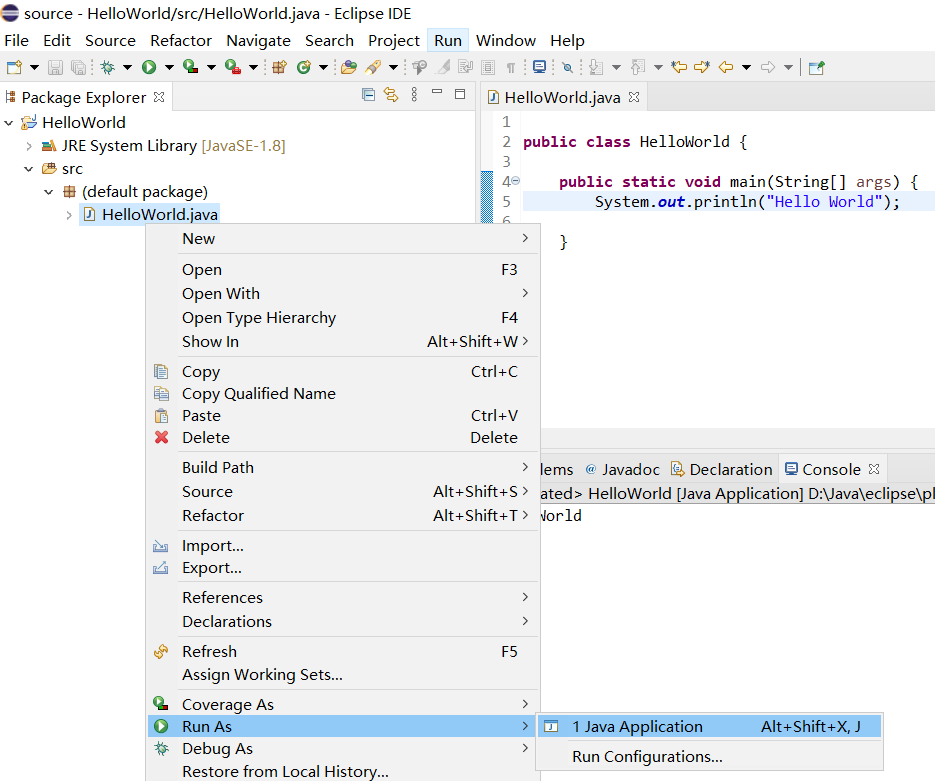 source - HelloWorld/src/HelloWorld.java - Eclipse IDE
File Edit Source Refactor Navigate Search Project Run Window Help
Package Explorer
HelloWorld
JRE System Library [JavaSE-1.8]
src
(default package)
HelloWorld.java
HelloWorld.java
1
2 public class HelloWorld {
3
4 public static void main(String[] args) {
5 System.out.println("Hello World");
6
}
New
Open F3
Open With
Open Type Hierarchy F4
Show In Alt+Shift+W
Copy Ctrl+C
Copy Qualified Name
Paste Ctrl+V
Delete Delete
Build Path
Source Alt+Shift+S
Refactor Alt+Shift+T
Import...
Export...
References
Declarations
Refresh F5
Assign Working Sets...
Coverage As
Run As
Debug As
Restore from Local History...
1 Java Application Alt+Shift+X, J
Run Configurations...
lems @ Javadoc Declaration Console
ated> HelloWorld [Java Application] D:\Java\eclipse\pl
World